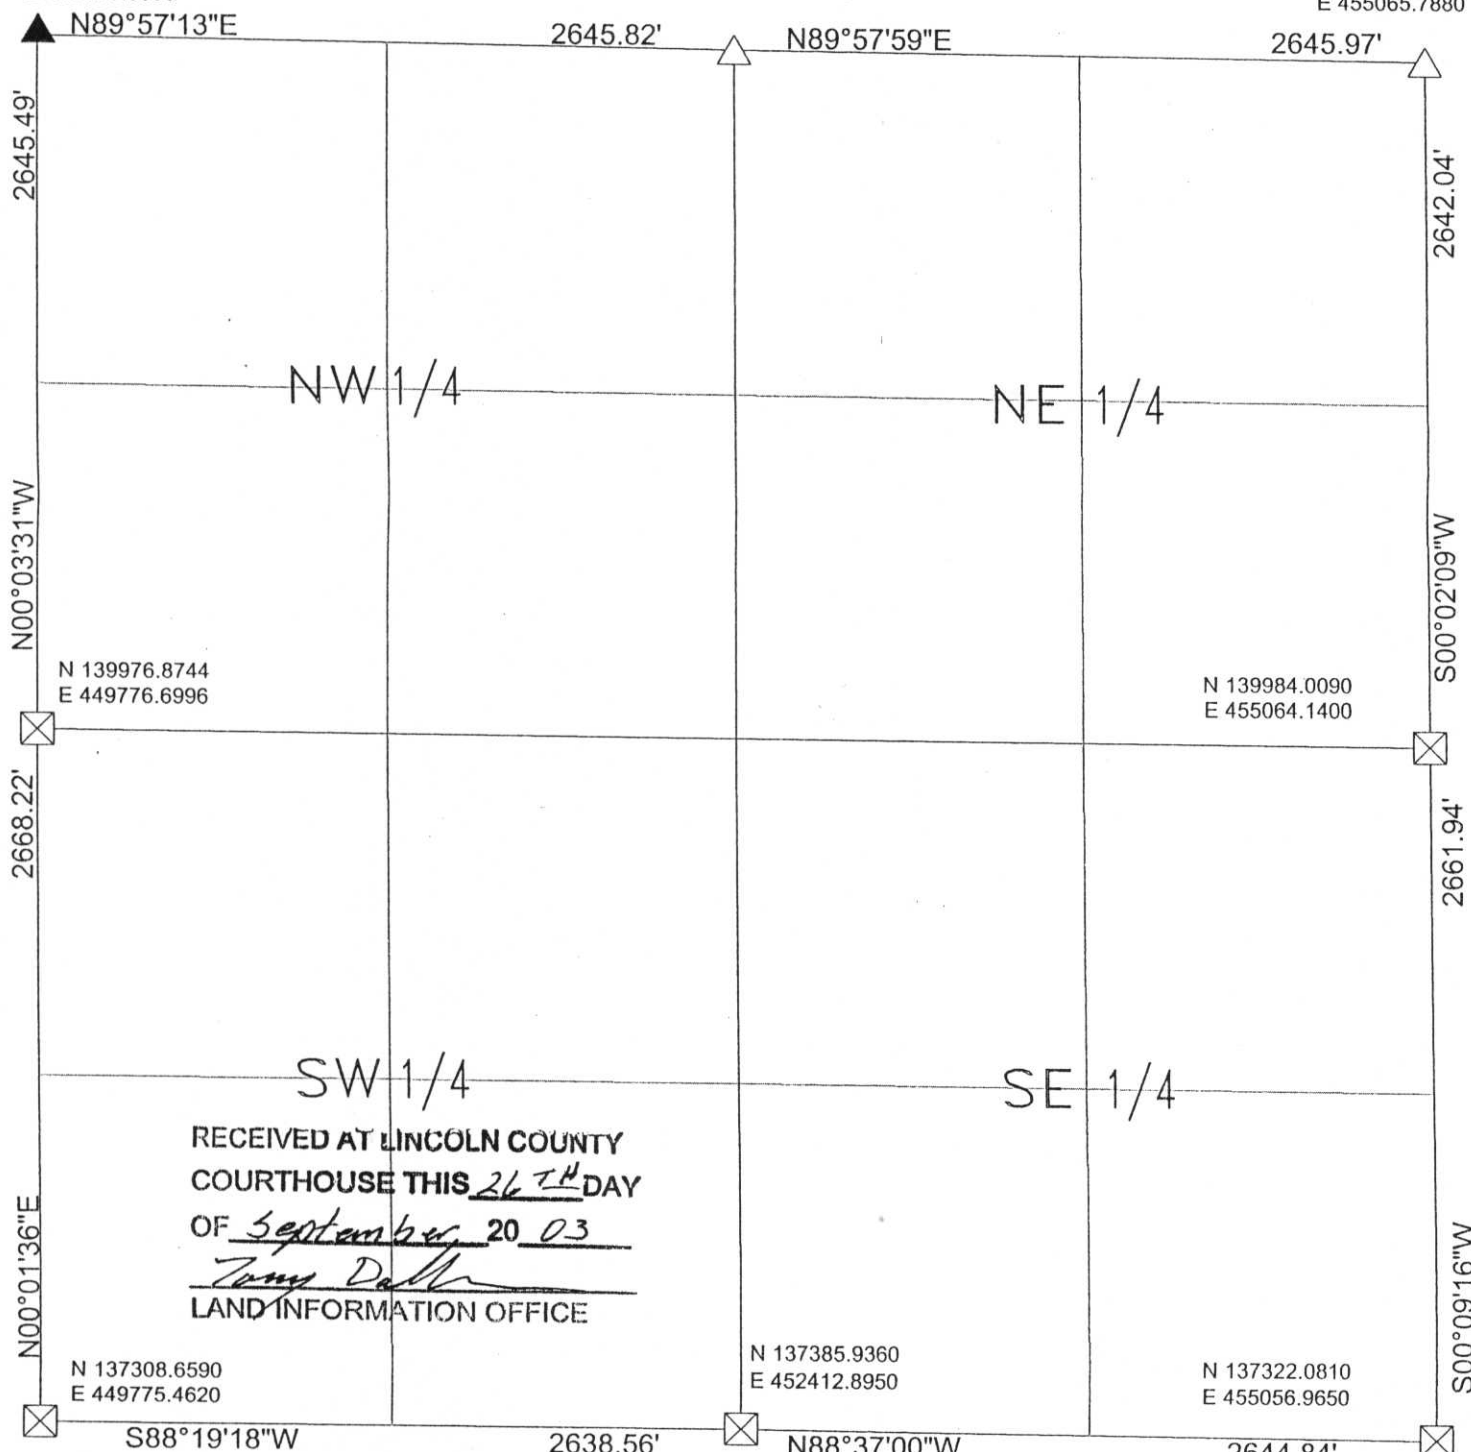 E 455065.7880
N89°57'13"E
2645.82'
N89°57'59"E
2645.97'
2645.49'
2642.04'
NW 1/4
NE 1/4
N00°03'31"W
S00°02'09"W
N 139976.8744
E 449776.6996
N 139984.0090
E 455064.1400
2668.22'
2661.94'
SW 1/4
SE 1/4
RECEIVED AT LINCOLN COUNTY
COURTHOUSE THIS 26TH DAY
OF September, 2003
Tony
LAND INFORMATION OFFICE
N00°01'36"E
S00°09'16"W
N 137308.6590
E 449775.4620
N 137385.9360
E 452412.8950
N 137322.0810
E 455056.9650
S88°19'18"W
2638.56'
N88°37'00"W
2644.84'